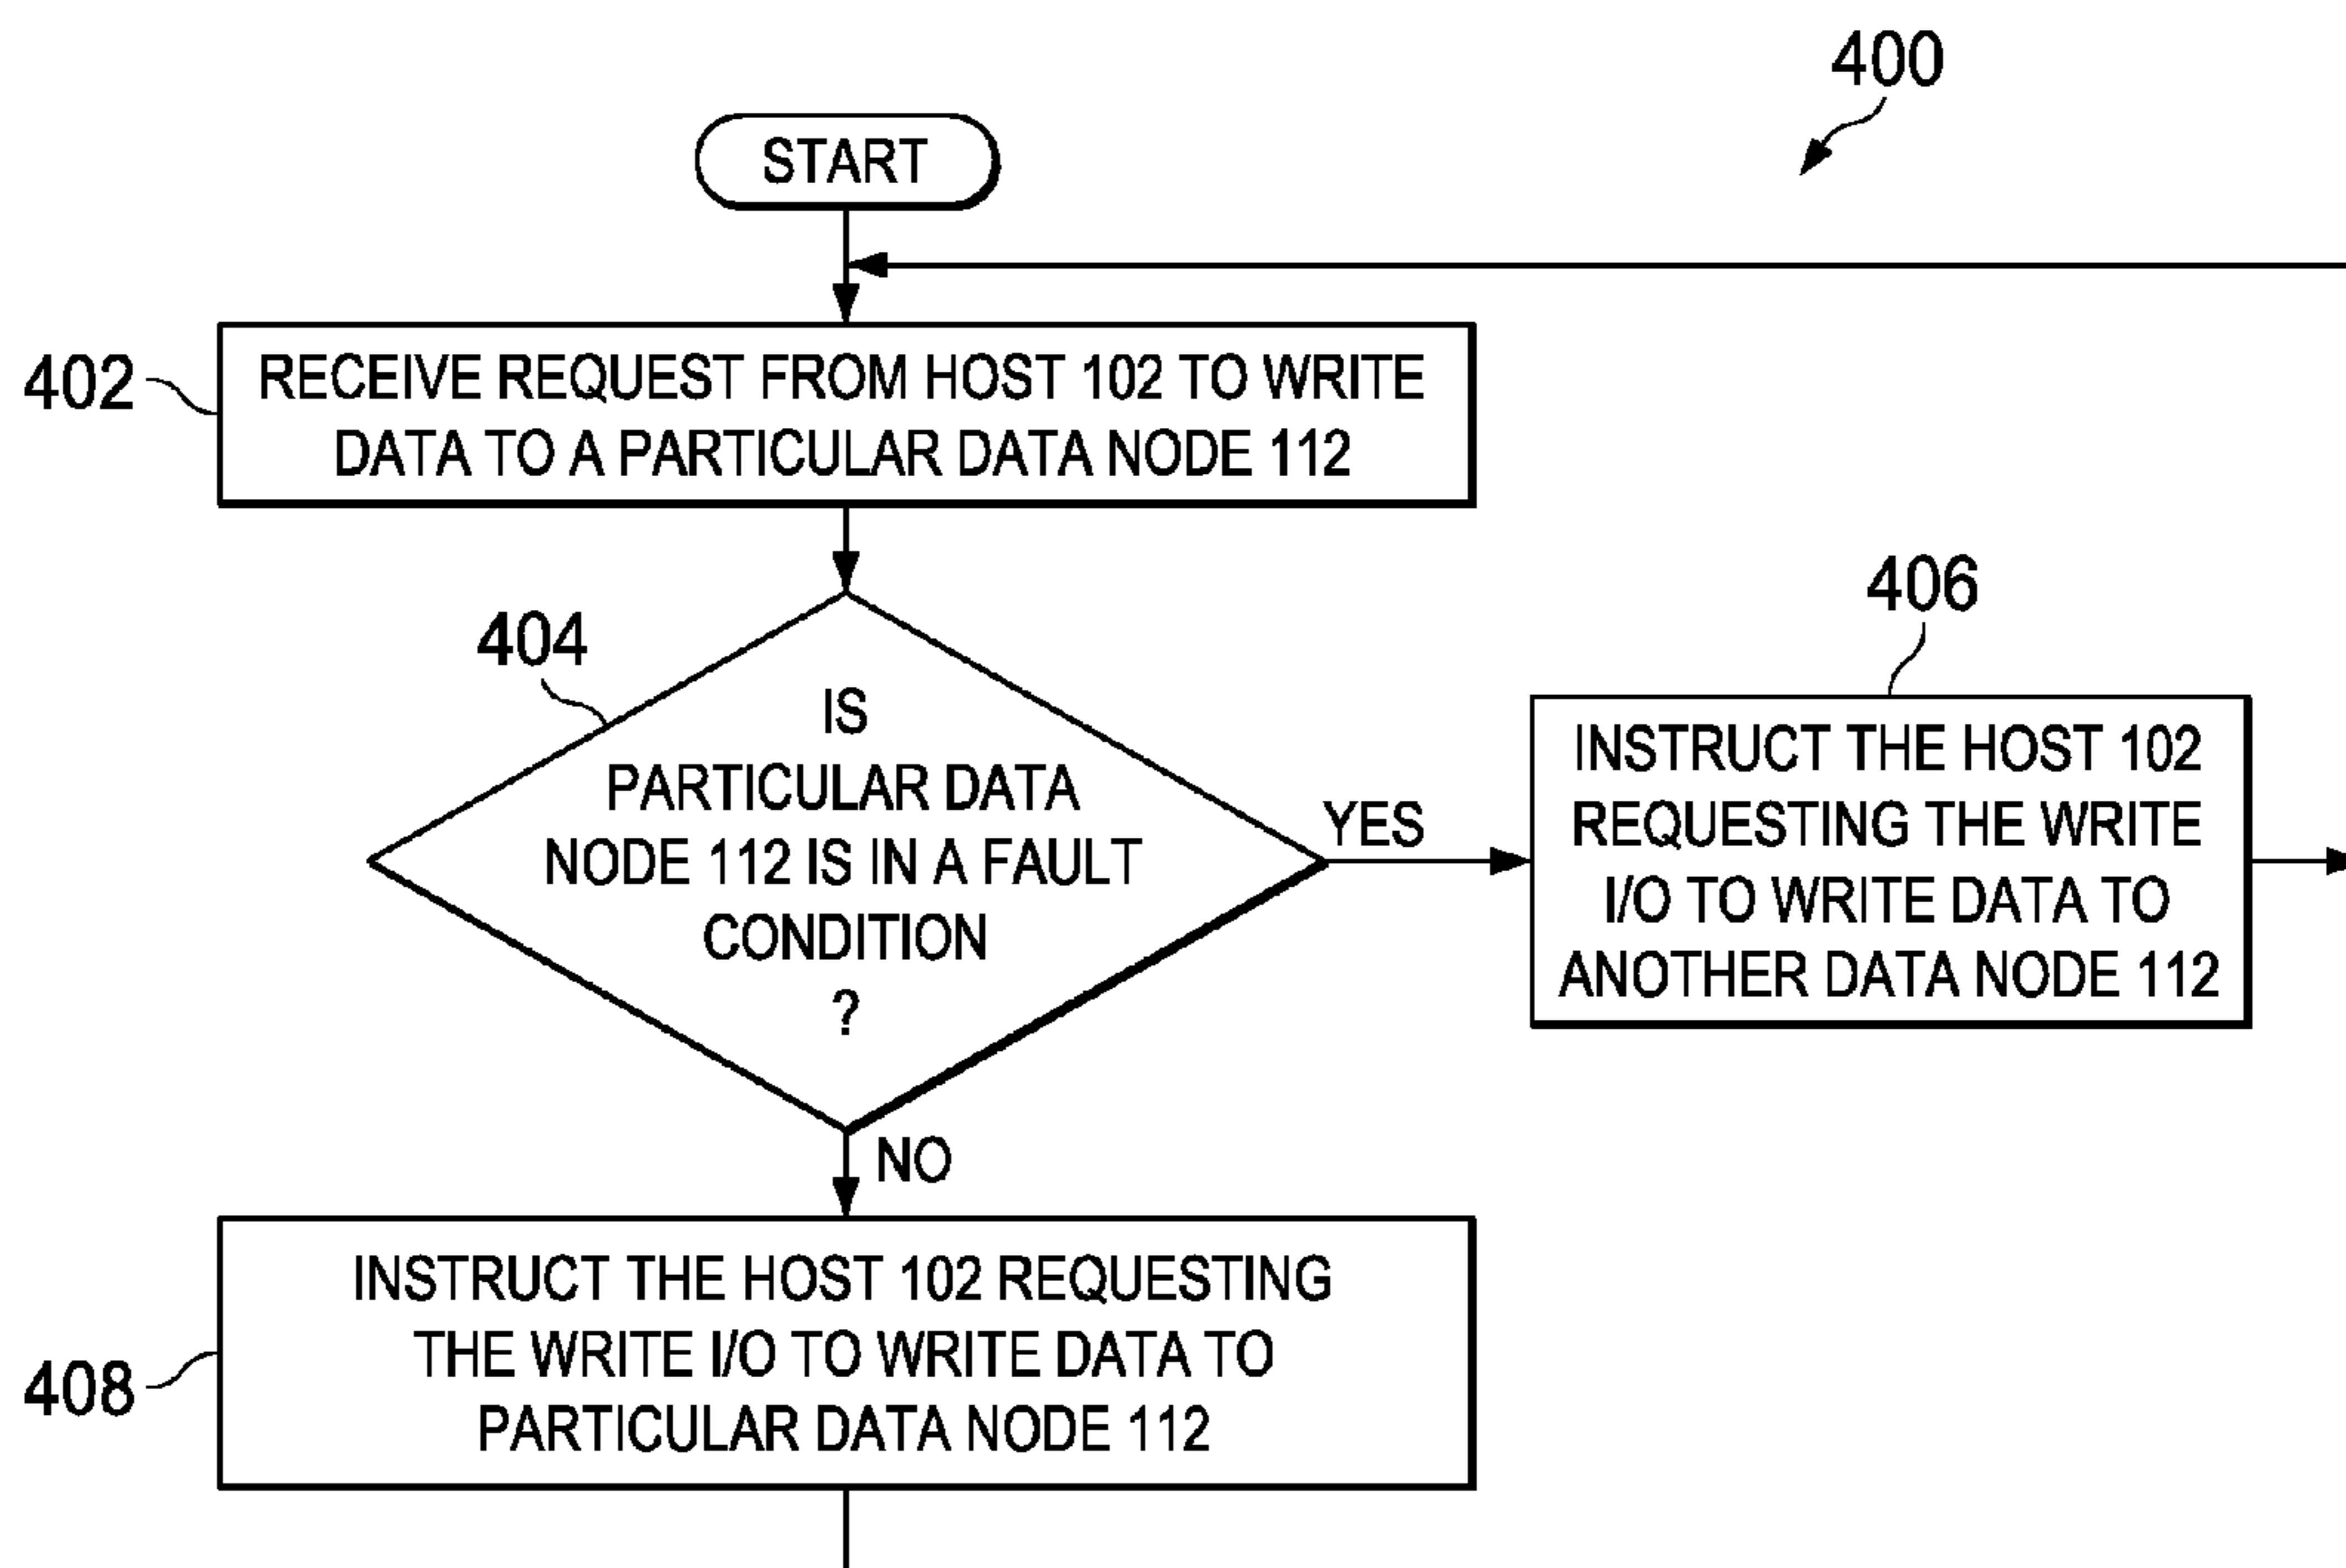 400
START
402
RECEIVE REQUEST FROM HOST 102 TO WRITE
DATA TO A PARTICULAR DATA NODE 112
404
IS
PARTICULAR DATA
NODE 112 IS IN A FAULT
CONDITION
?
YES
406
INSTRUCT THE HOST 102
REQUESTING THE WRITE
I/O TO WRITE DATA TO
ANOTHER DATA NODE 112
NO
408
INSTRUCT THE HOST 102 REQUESTING
THE WRITE I/O TO WRITE DATA TO
PARTICULAR DATA NODE 112